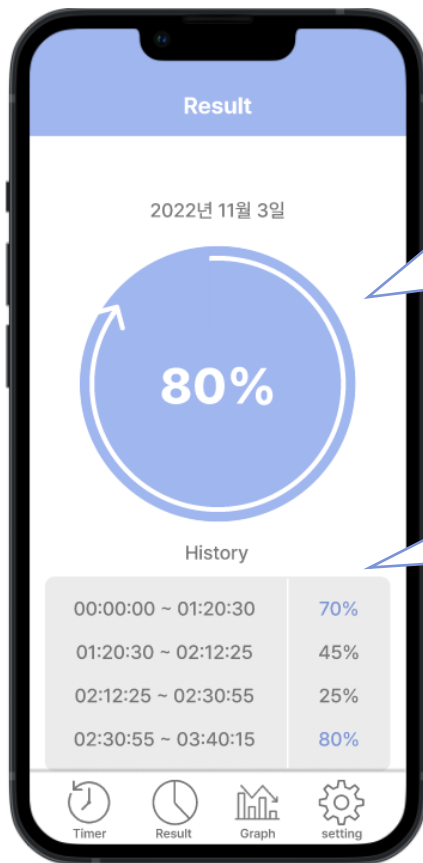 Result
2022년 11월 3일
80%
History
00:00:00 ~ 01:20:30 70%
01:20:30 ~ 02:12:25 45%
02:12:25 ~ 02:30:55 25%
02:30:55 ~ 03:40:15 80%
Timer Result Graph setting